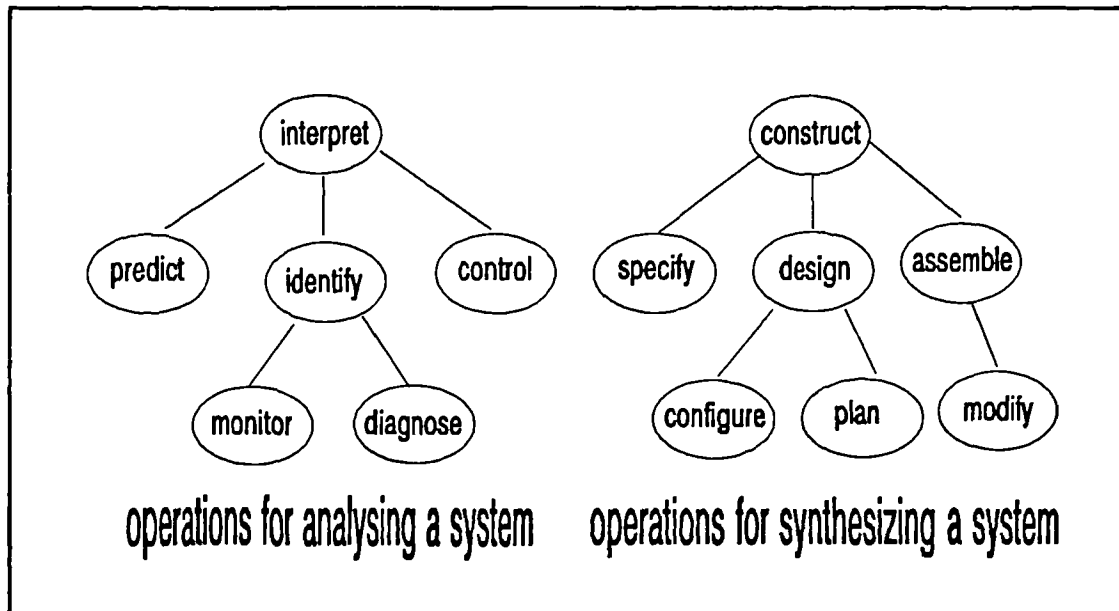 interpret
construct
predict
identify
control
specify
design
assemble
monitor
diagnose
configure
plan
modify
operations for analysing a system
operations for synthesizing a system